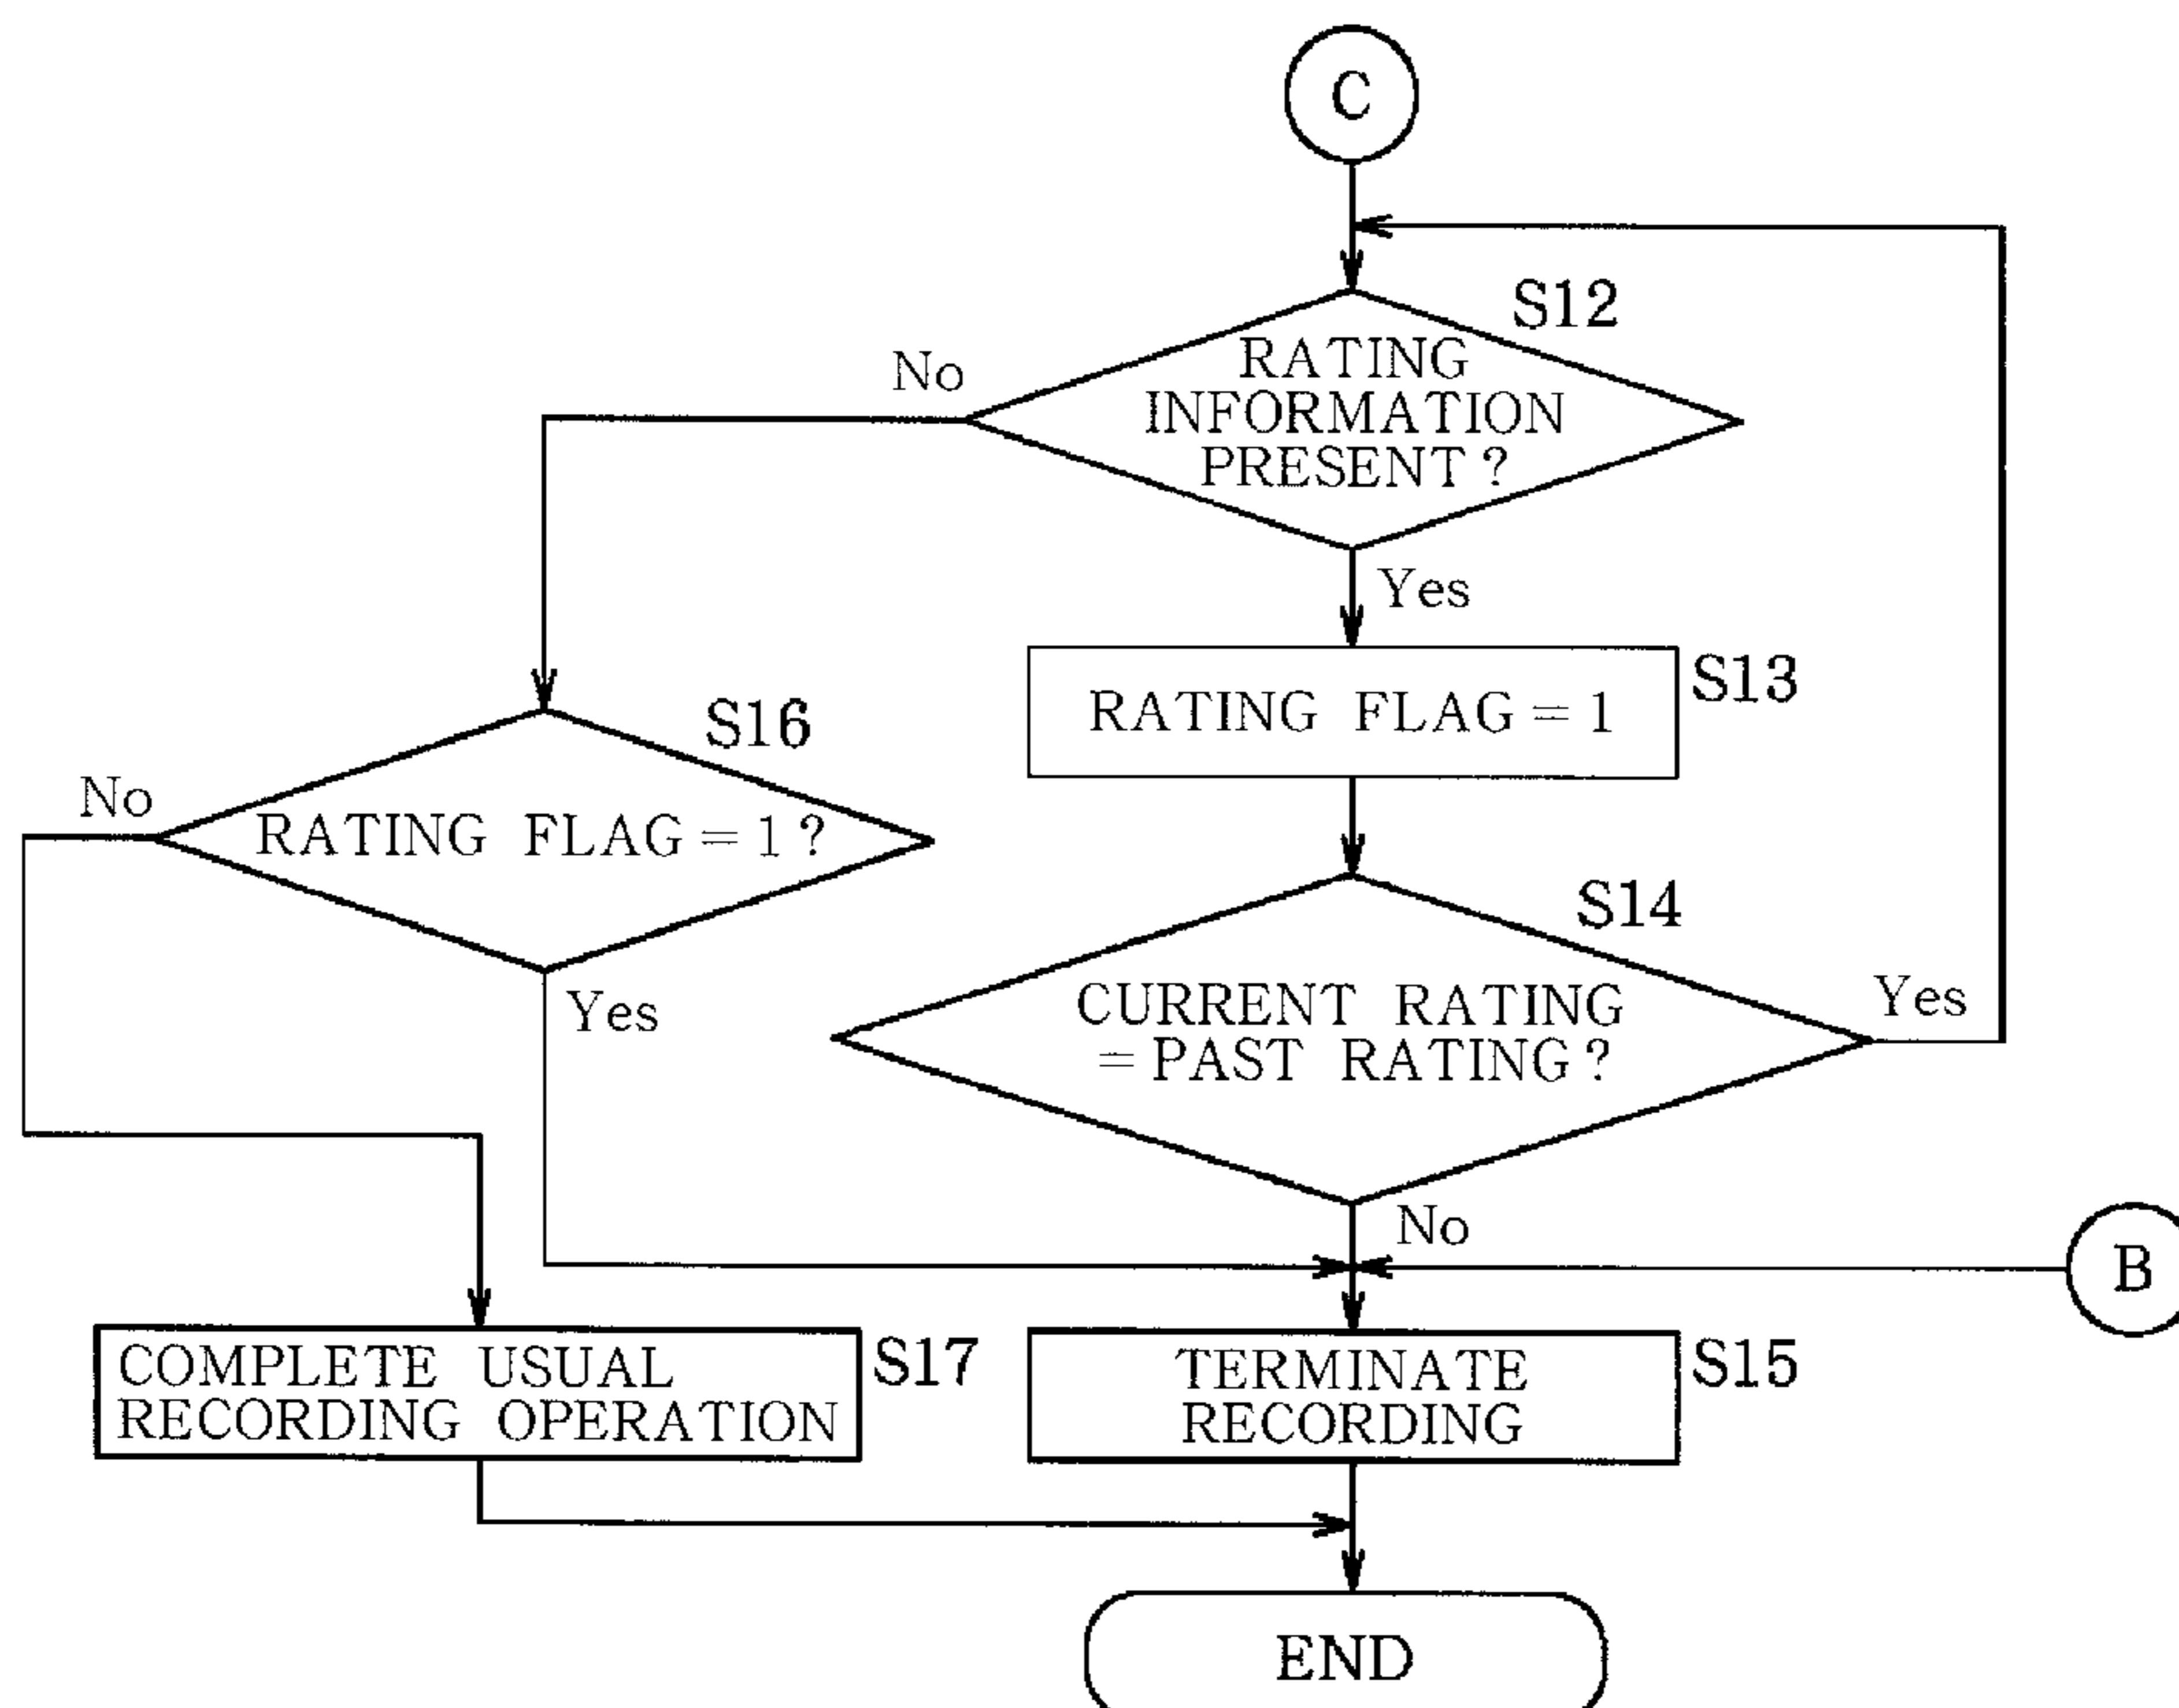 C
S12
RATING
INFORMATION
PRESENT?
No
Yes
RATING FLAG = 1
S13
S16
RATING FLAG = 1?
No
Yes
S14
CURRENT RATING
= PAST RATING?
Yes
No
B
COMPLETE USUAL
RECORDING OPERATION
S17
TERMINATE
RECORDING
S15
END